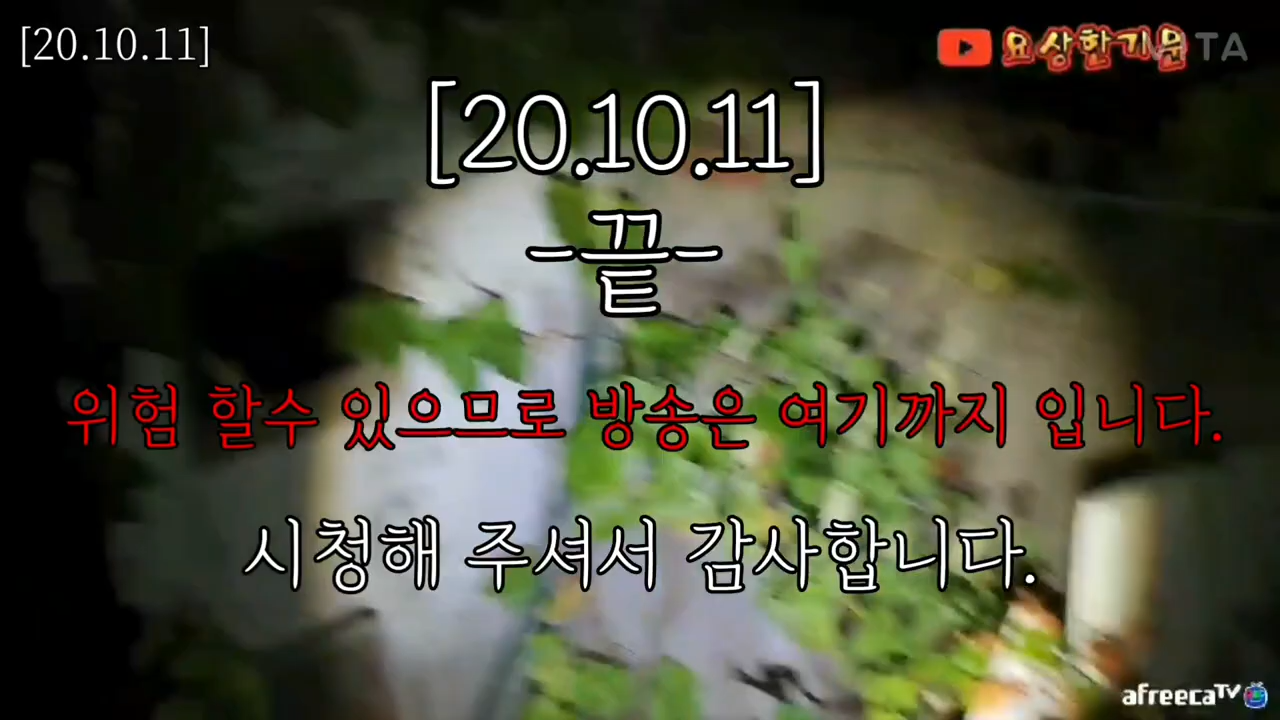 [20.10.11]
요상한기문
TA
[20.10.11]
-끝-
위험 할수 있으므로 방송은 여기까지 입니다.
시청해 주셔서 감사합니다.
afreecaTV